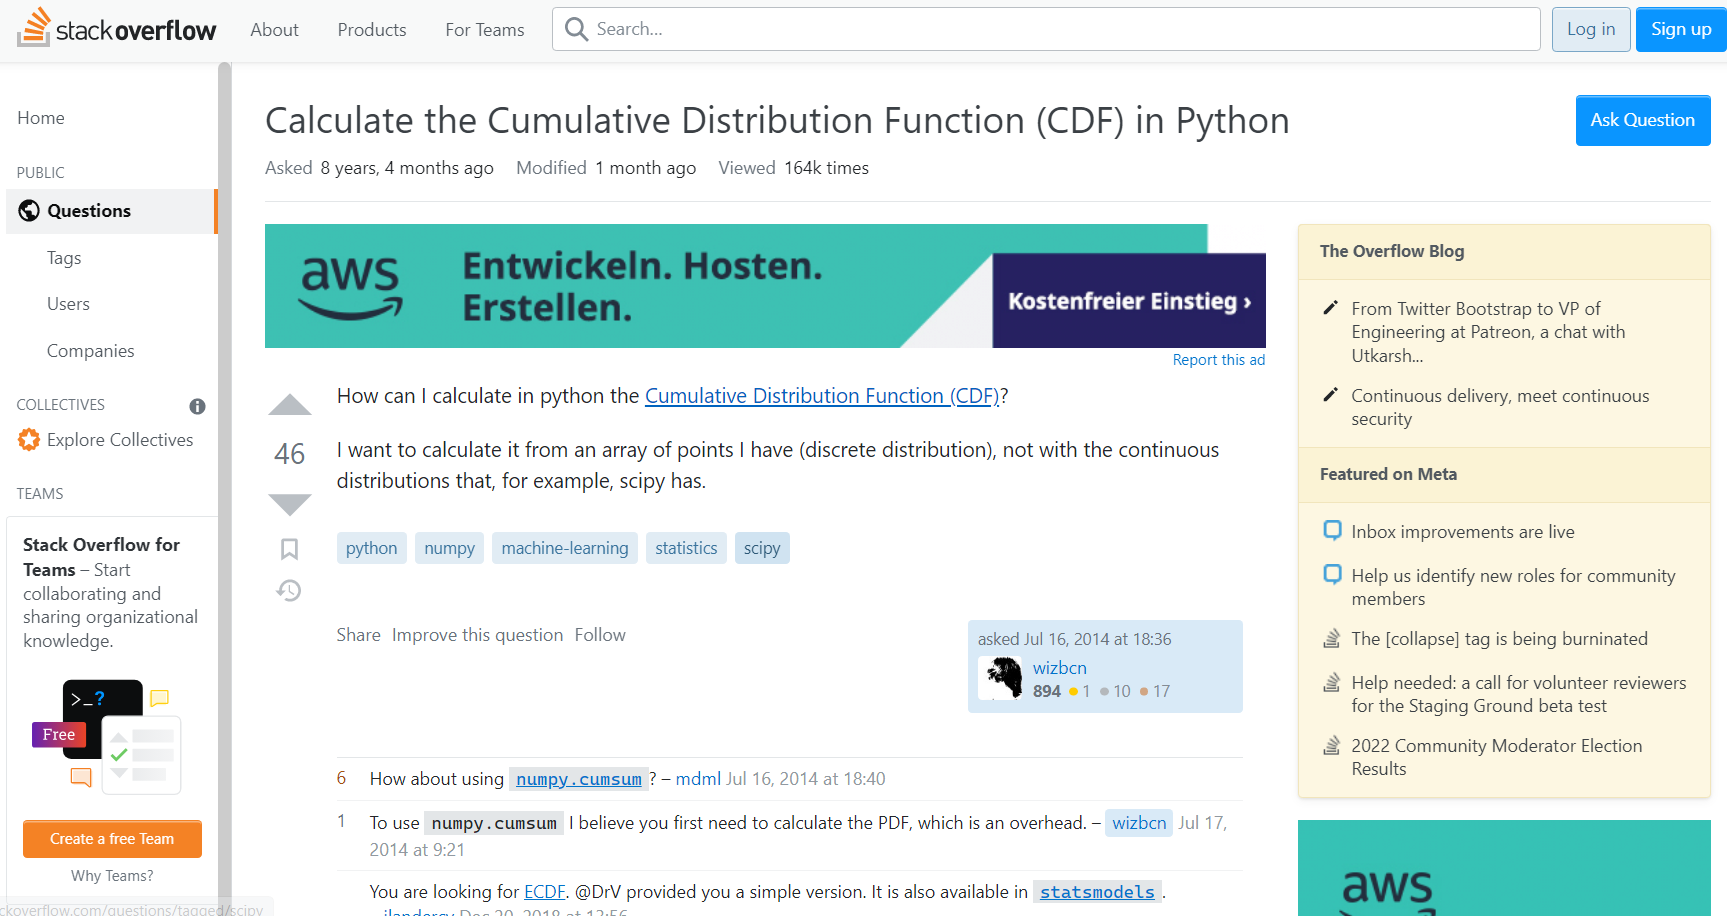 stack overflow
About
Products
For Teams
Search...
Log in
Sign up
Home
PUBLIC
Questions
Tags
Users
Companies
COLLECTIVES
Explore Collectives
TEAMS
Stack Overflow for
Teams – Start
collaborating and
sharing organizational
knowledge.
>_?
Free
Create a free Team
Why Teams?
Calculate the Cumulative Distribution Function (CDF) in Python
Ask Question
Asked 8 years, 4 months ago Modified 1 month ago Viewed 164k times
aws
Entwickeln. Hosten.
Erstellen.
Kostenfreier Einstieg ›
Report this ad
How can I calculate in python the Cumulative Distribution Function (CDF)?
46
I want to calculate it from an array of points I have (discrete distribution), not with the continuous
distributions that, for example, scipy has.
python numpy machine-learning statistics scipy
Share Improve this question Follow
asked Jul 16, 2014 at 18:36
wizbcn
894 1 10 17
6 How about using numpy.cumsum ? – mdml Jul 16, 2014 at 18:40
1 To use numpy.cumsum I believe you first need to calculate the PDF, which is an overhead. – wizbcn Jul 17,
2014 at 9:21
You are looking for ECDF. @DrV provided you a simple version. It is also available in statsmodels .
The Overflow Blog
From Twitter Bootstrap to VP of
Engineering at Patreon, a chat with
Utkarsh...
Continuous delivery, meet continuous
security
Featured on Meta
Inbox improvements are live
Help us identify new roles for community
members
The [collapse] tag is being burninated
Help needed: a call for volunteer reviewers
for the Staging Ground beta test
2022 Community Moderator Election
Results
aws
ckoverflow.com/questions/tagged/scipy